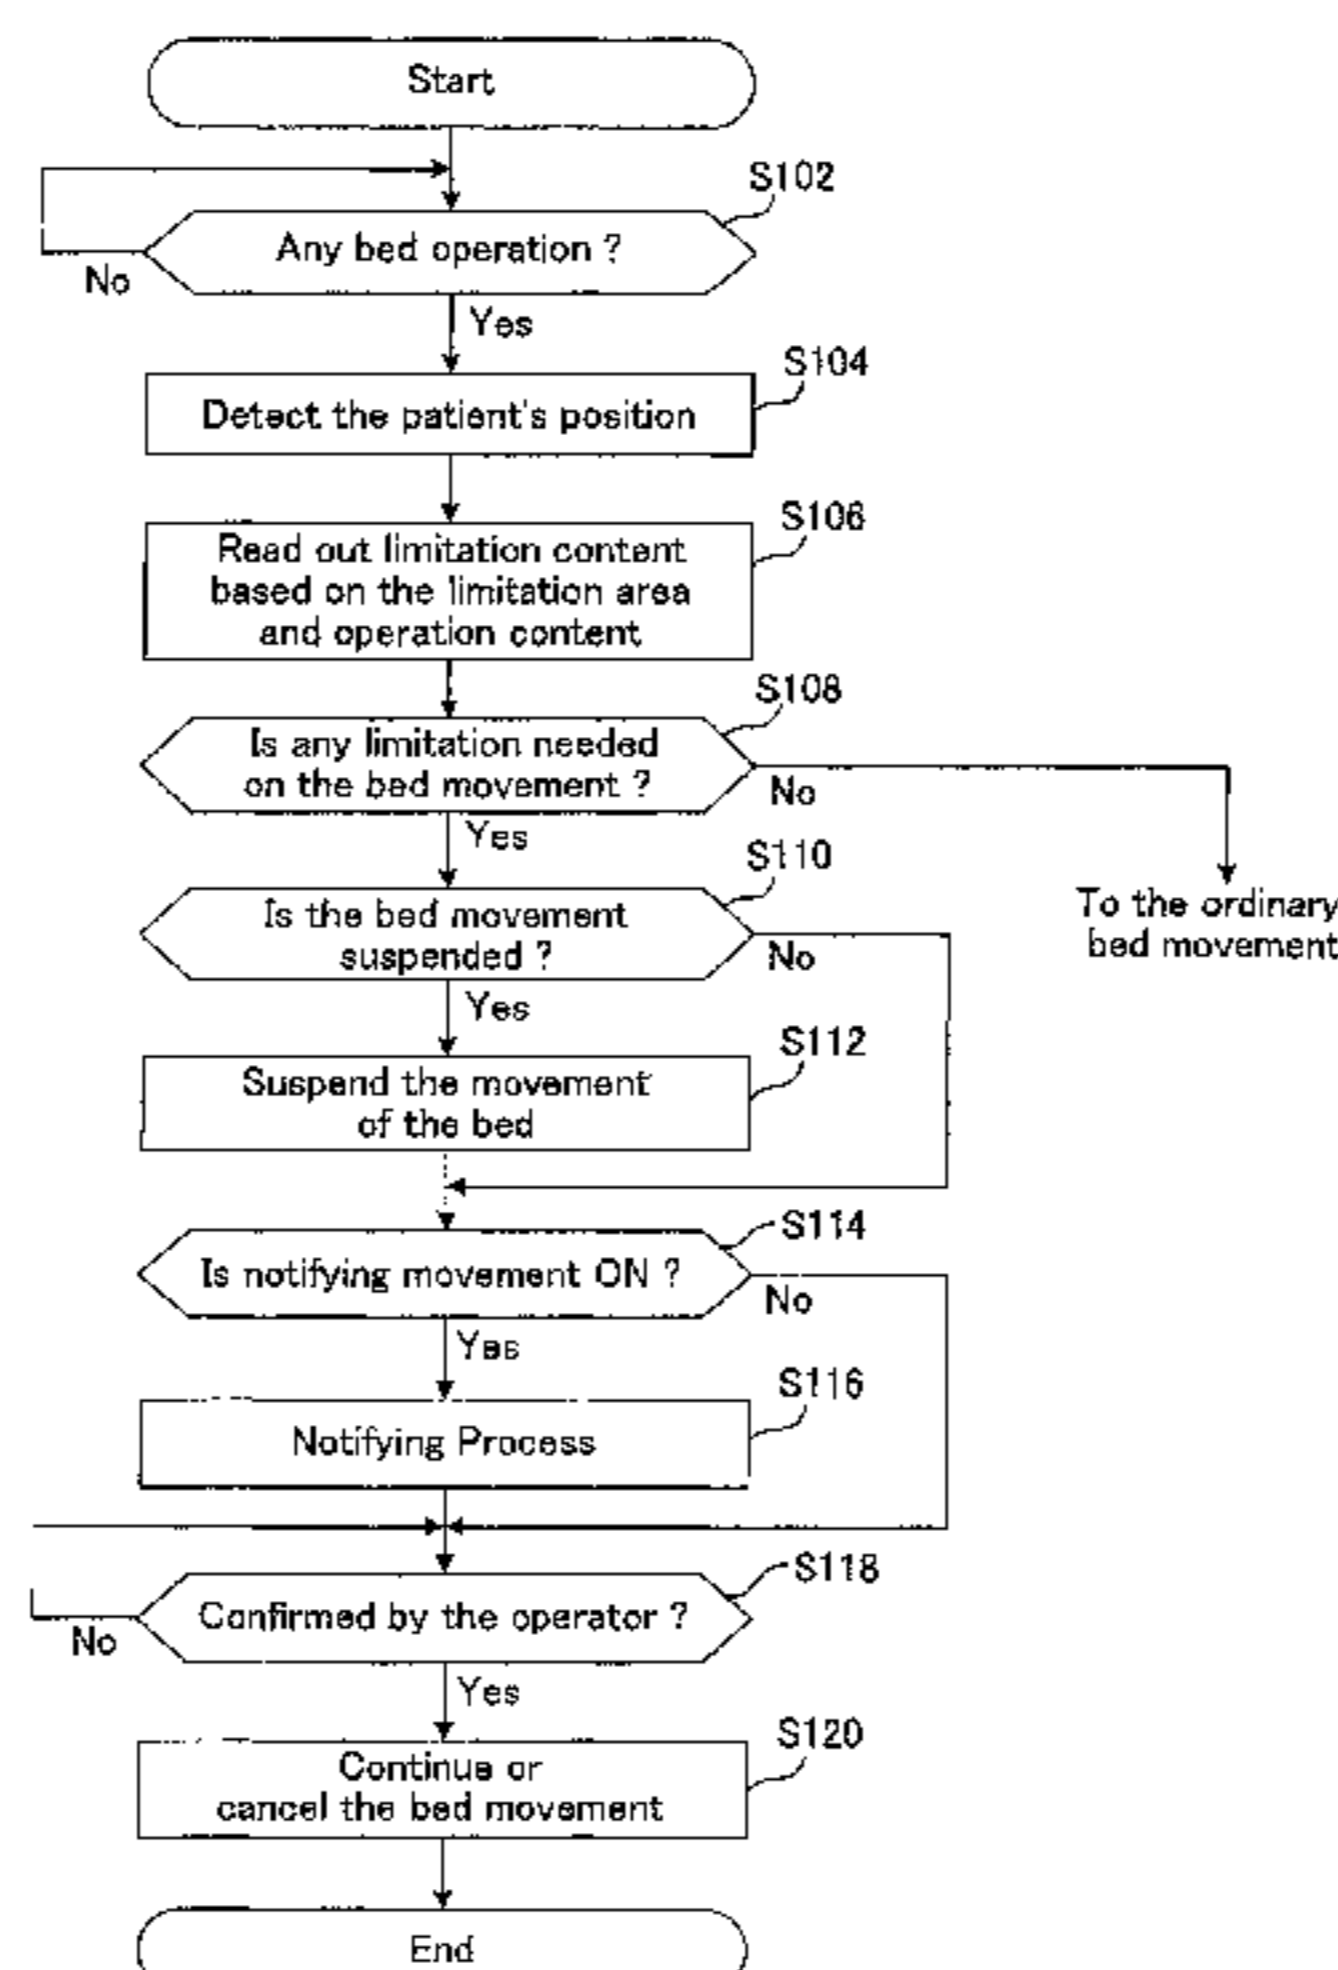 Start
S102
Any bed operation ?
No
Yes
S104
Detect the patient's position
S106
Read out limitation content
based on the limitation area
and operation content
S108
Is any limitation needed
on the bed movement ?
No
Yes
S110
Is the bed movement
suspended ?
No
To the ordinary
bed movement
Yes
S112
Suspend the movement
of the bed
S114
Is notifying movement ON ?
No
Yes
S116
Notifying Process
S118
Confirmed by the operator ?
No
Yes
S120
Continue or
cancel the bed movement
End